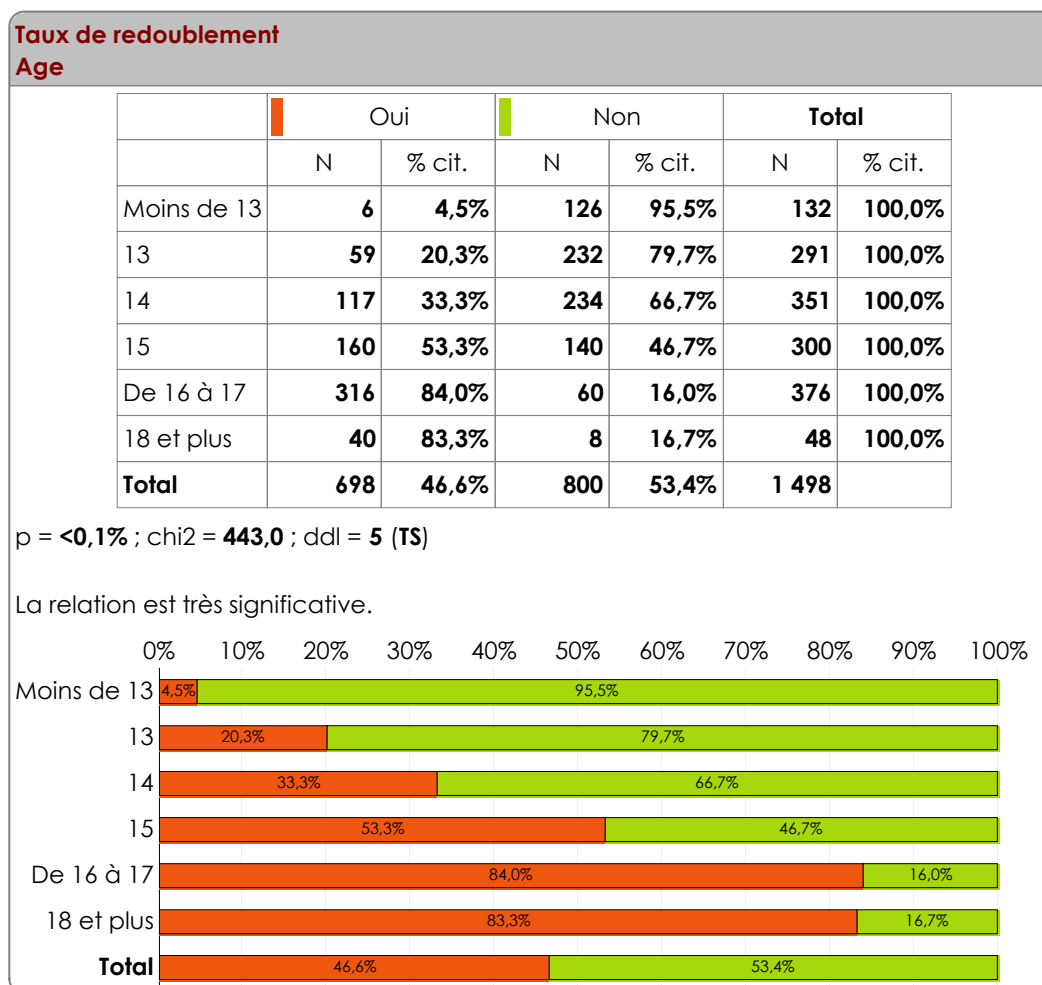 Taux de redoublement
Age
Oui Non Total
N % cit. N % cit. N % cit.
Moins de 13 6 4,5% 126 95,5% 132 100,0%
13 59 20,3% 232 79,7% 291 100,0%
14 117 33,3% 234 66,7% 351 100,0%
15 160 53,3% 140 46,7% 300 100,0%
De 16 à 17 316 84,0% 60 16,0% 376 100,0%
18 et plus 40 83,3% 8 16,7% 48 100,0%
Total 698 46,6% 800 53,4% 1 498
p = <0,1% ; chi2 = 443,0 ; ddl = 5 (TS)
La relation est très significative.
0% 10% 20% 30% 40% 50% 60% 70% 80% 90% 100%
Moins de 13 4,5% 95,5%
13 20,3% 79,7%
14 33,3% 66,7%
15 53,3% 46,7%
De 16 à 17 84,0% 16,0%
18 et plus 83,3% 16,7%
Total 46,6% 53,4%